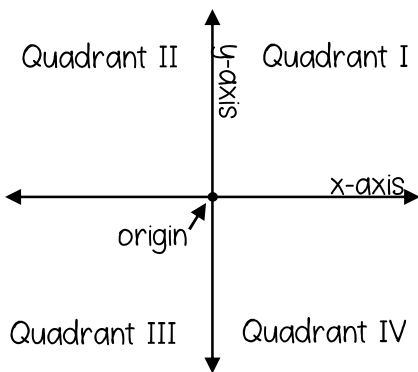 Quadrant II
Quadrant I
y-axis
x-axis
origin
Quadrant III
Quadrant IV